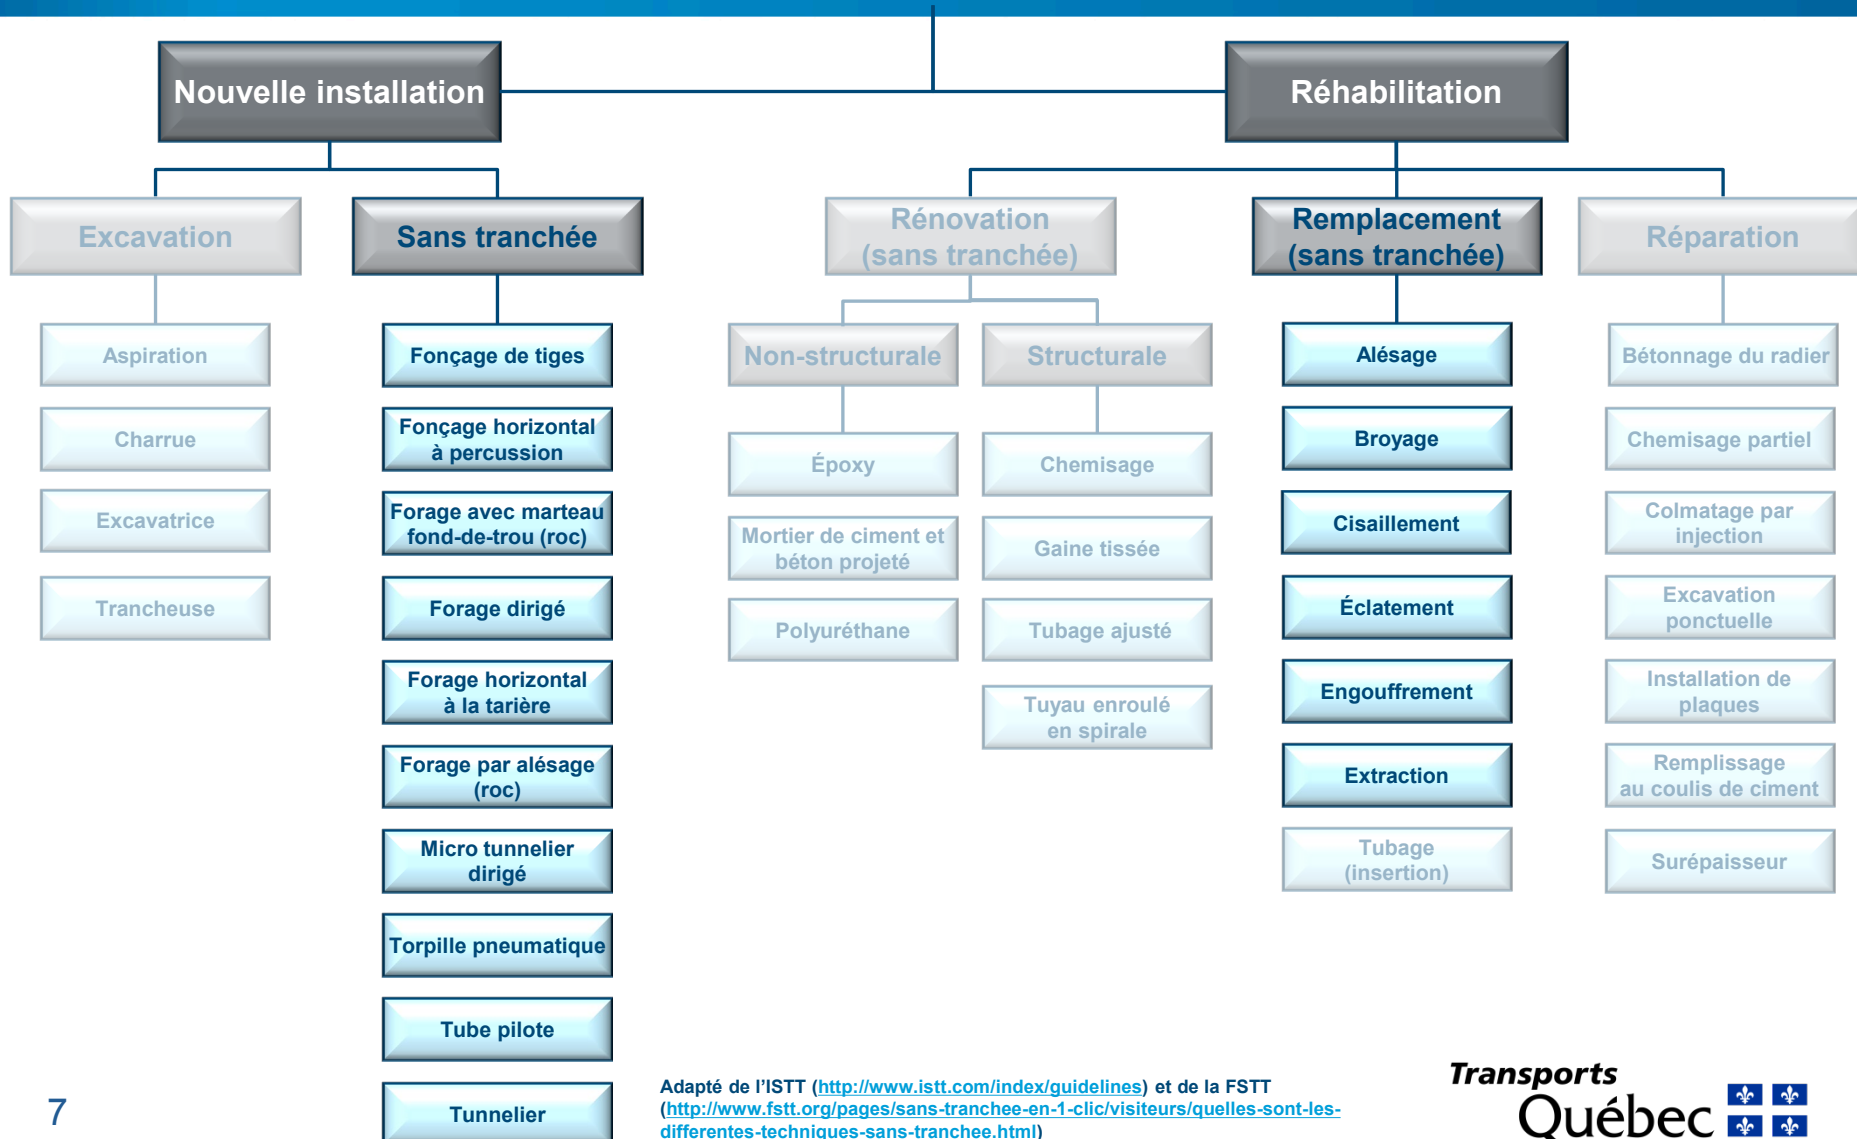 Nouvelle installation
Réhabilitation
Excavation
Sans tranchée
Rénovation
(sans tranchée)
Remplacement
(sans tranchée)
Réparation
Aspiration
Charrue
Excavatrice
Trancheuse
Fonçage de tiges
Fonçage horizontal
à percussion
Forage avec marteau
fond-de-trou (roc)
Forage dirigé
Forage horizontal
à la tarière
Forage par alésage
(roc)
Micro tunnelier
dirigé
Torpille pneumatique
Tube pilote
Tunnelier
Non-structurale
Époxy
Mortier de ciment et
béton projeté
Polyuréthane
Structurale
Chemisage
Gaine tissée
Tubage ajusté
Tuyau enroulé
en spirale
Alésage
Broyage
Cisaillement
Éclatement
Engouffrement
Extraction
Tubage
(insertion)
Bétonnage du radier
Chemisage partiel
Colmatage par
injection
Excavation
ponctuelle
Installation de
plaques
Remplissage
au coulis de ciment
Surépaisseur
7
Adapté de l'ISTT (http://www.istt.com/index/guidelines) et de la FSTT
(http://www.fstt.org/pages/sans-tranchee-en-1-clic/visiteurs/quelles-sont-les-
differentes-techniques-sans-tranchee.html)
Transports
Québec